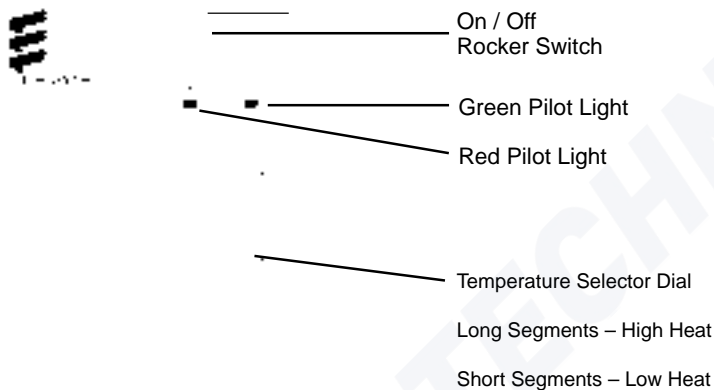 On / Off
Rocker Switch
Green Pilot Light
Red Pilot Light
Temperature Selector Dial
Long Segments – High Heat
Short Segments – Low Heat
TECHN